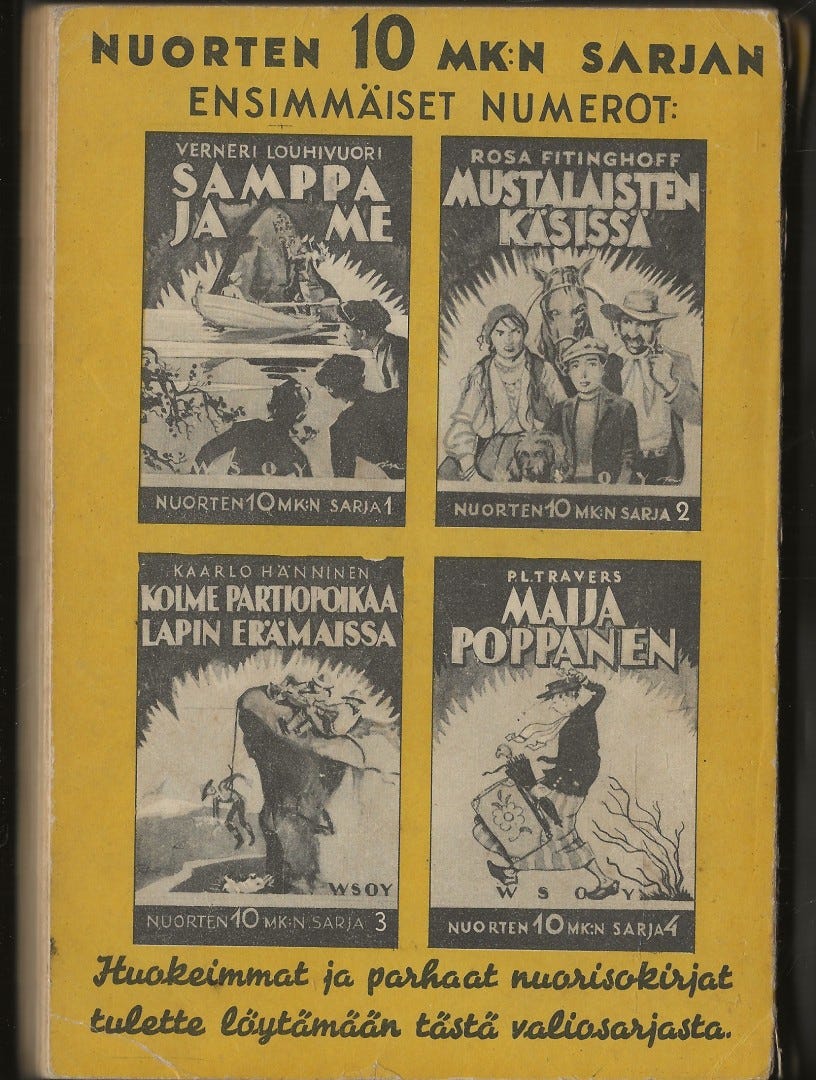 NUORTEN 10 MK:N SARJAN
ENSIMMÄISET NUMEROT:
VERNERI LOUHIVUORI
SAMPPA
JA ME
WSOY
NUORTEN 10 MK:N SARJA 1
ROSA FITINGHOFF
MUSTALAISTEN
KÄSISSÄ
WSOY
NUORTEN 10 MK:N SARJA 2
KAARLO HÄNNINEN
KOLME PARTIOPOIKAA
LAPIN ERÄMAISSA
WSOY
NUORTEN 10 MK:N SARJA 3
P.L.TRAVERS
MAIJA
POPPANEN
WSOY
NUORTEN 10 MK:N SARJA 4
Huokeimmat ja parhaat nuorisokirjat
tulette löytämään tästä valiosarjasta.